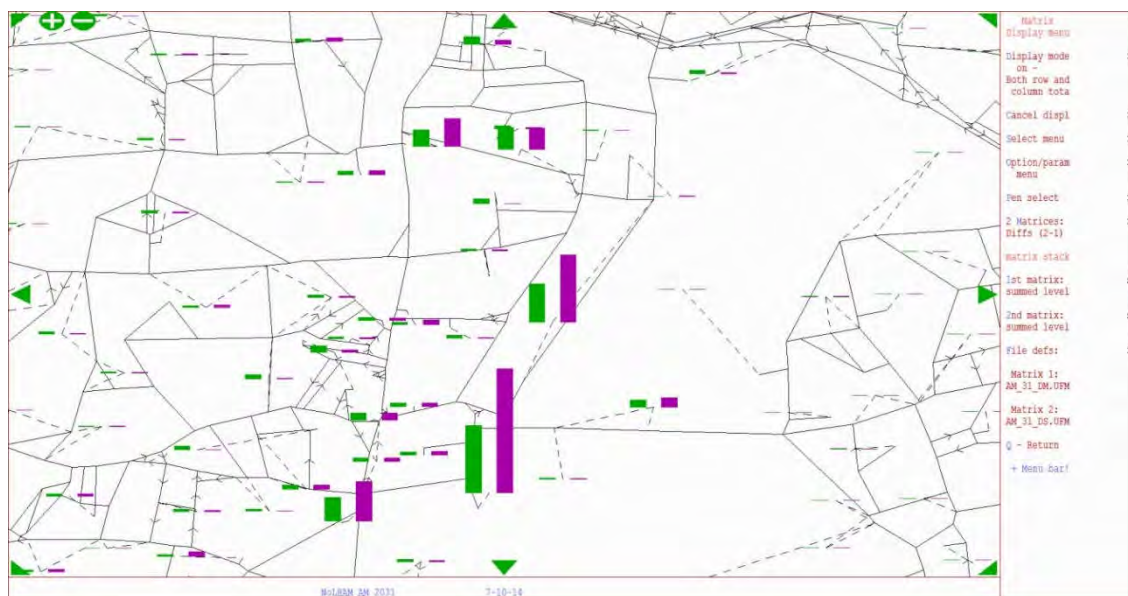 Matrix
Display menu
Display mode
on -
Both row and
column tota
Cancel displ
Select menu
Option/param
menu
Pen select
2 Matrices:
Diffs (2-1)
matrix stack
1st matrix:
summed level
2nd matrix:
summed level
File defs:
Matrix 1:
AM_31_DM.UFM
Matrix 2:
AM_31_DS.UFM
Q - Return
+ Menu bar!
NoLHAM AM 2031 7-10-14